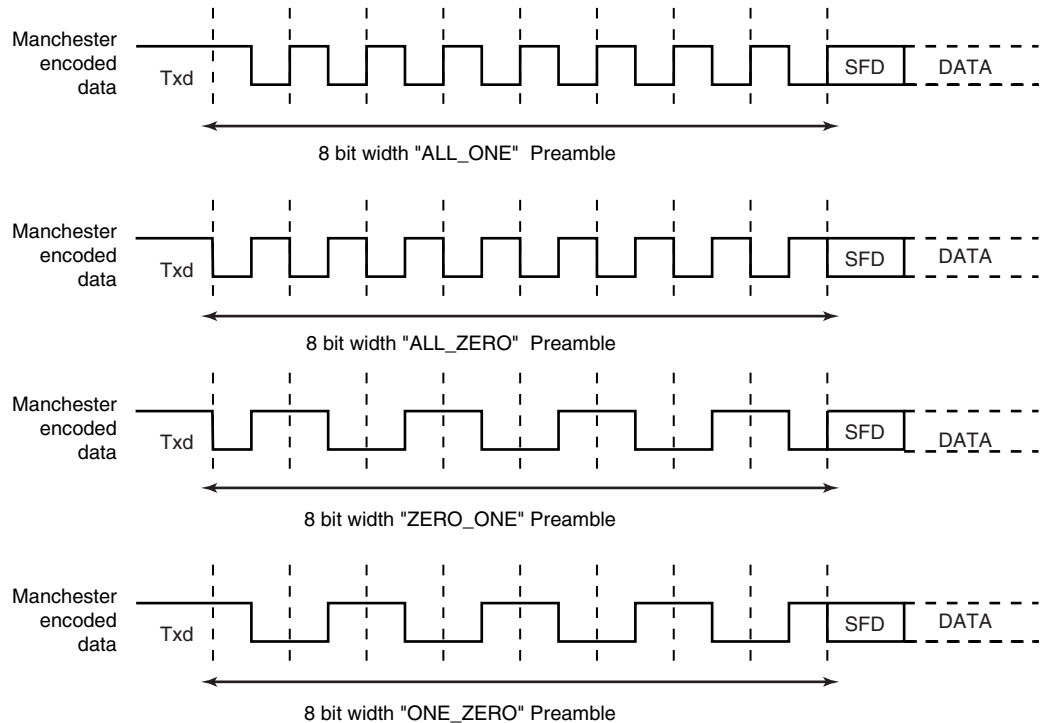 Manchester
encoded
data
Txd
SFD
DATA
8 bit width "ALL_ONE" Preamble
Manchester
encoded
data
Txd
SFD
DATA
8 bit width "ALL_ZERO" Preamble
Manchester
encoded
data
Txd
SFD
DATA
8 bit width "ZERO_ONE" Preamble
Manchester
encoded
data
Txd
SFD
DATA
8 bit width "ONE_ZERO" Preamble